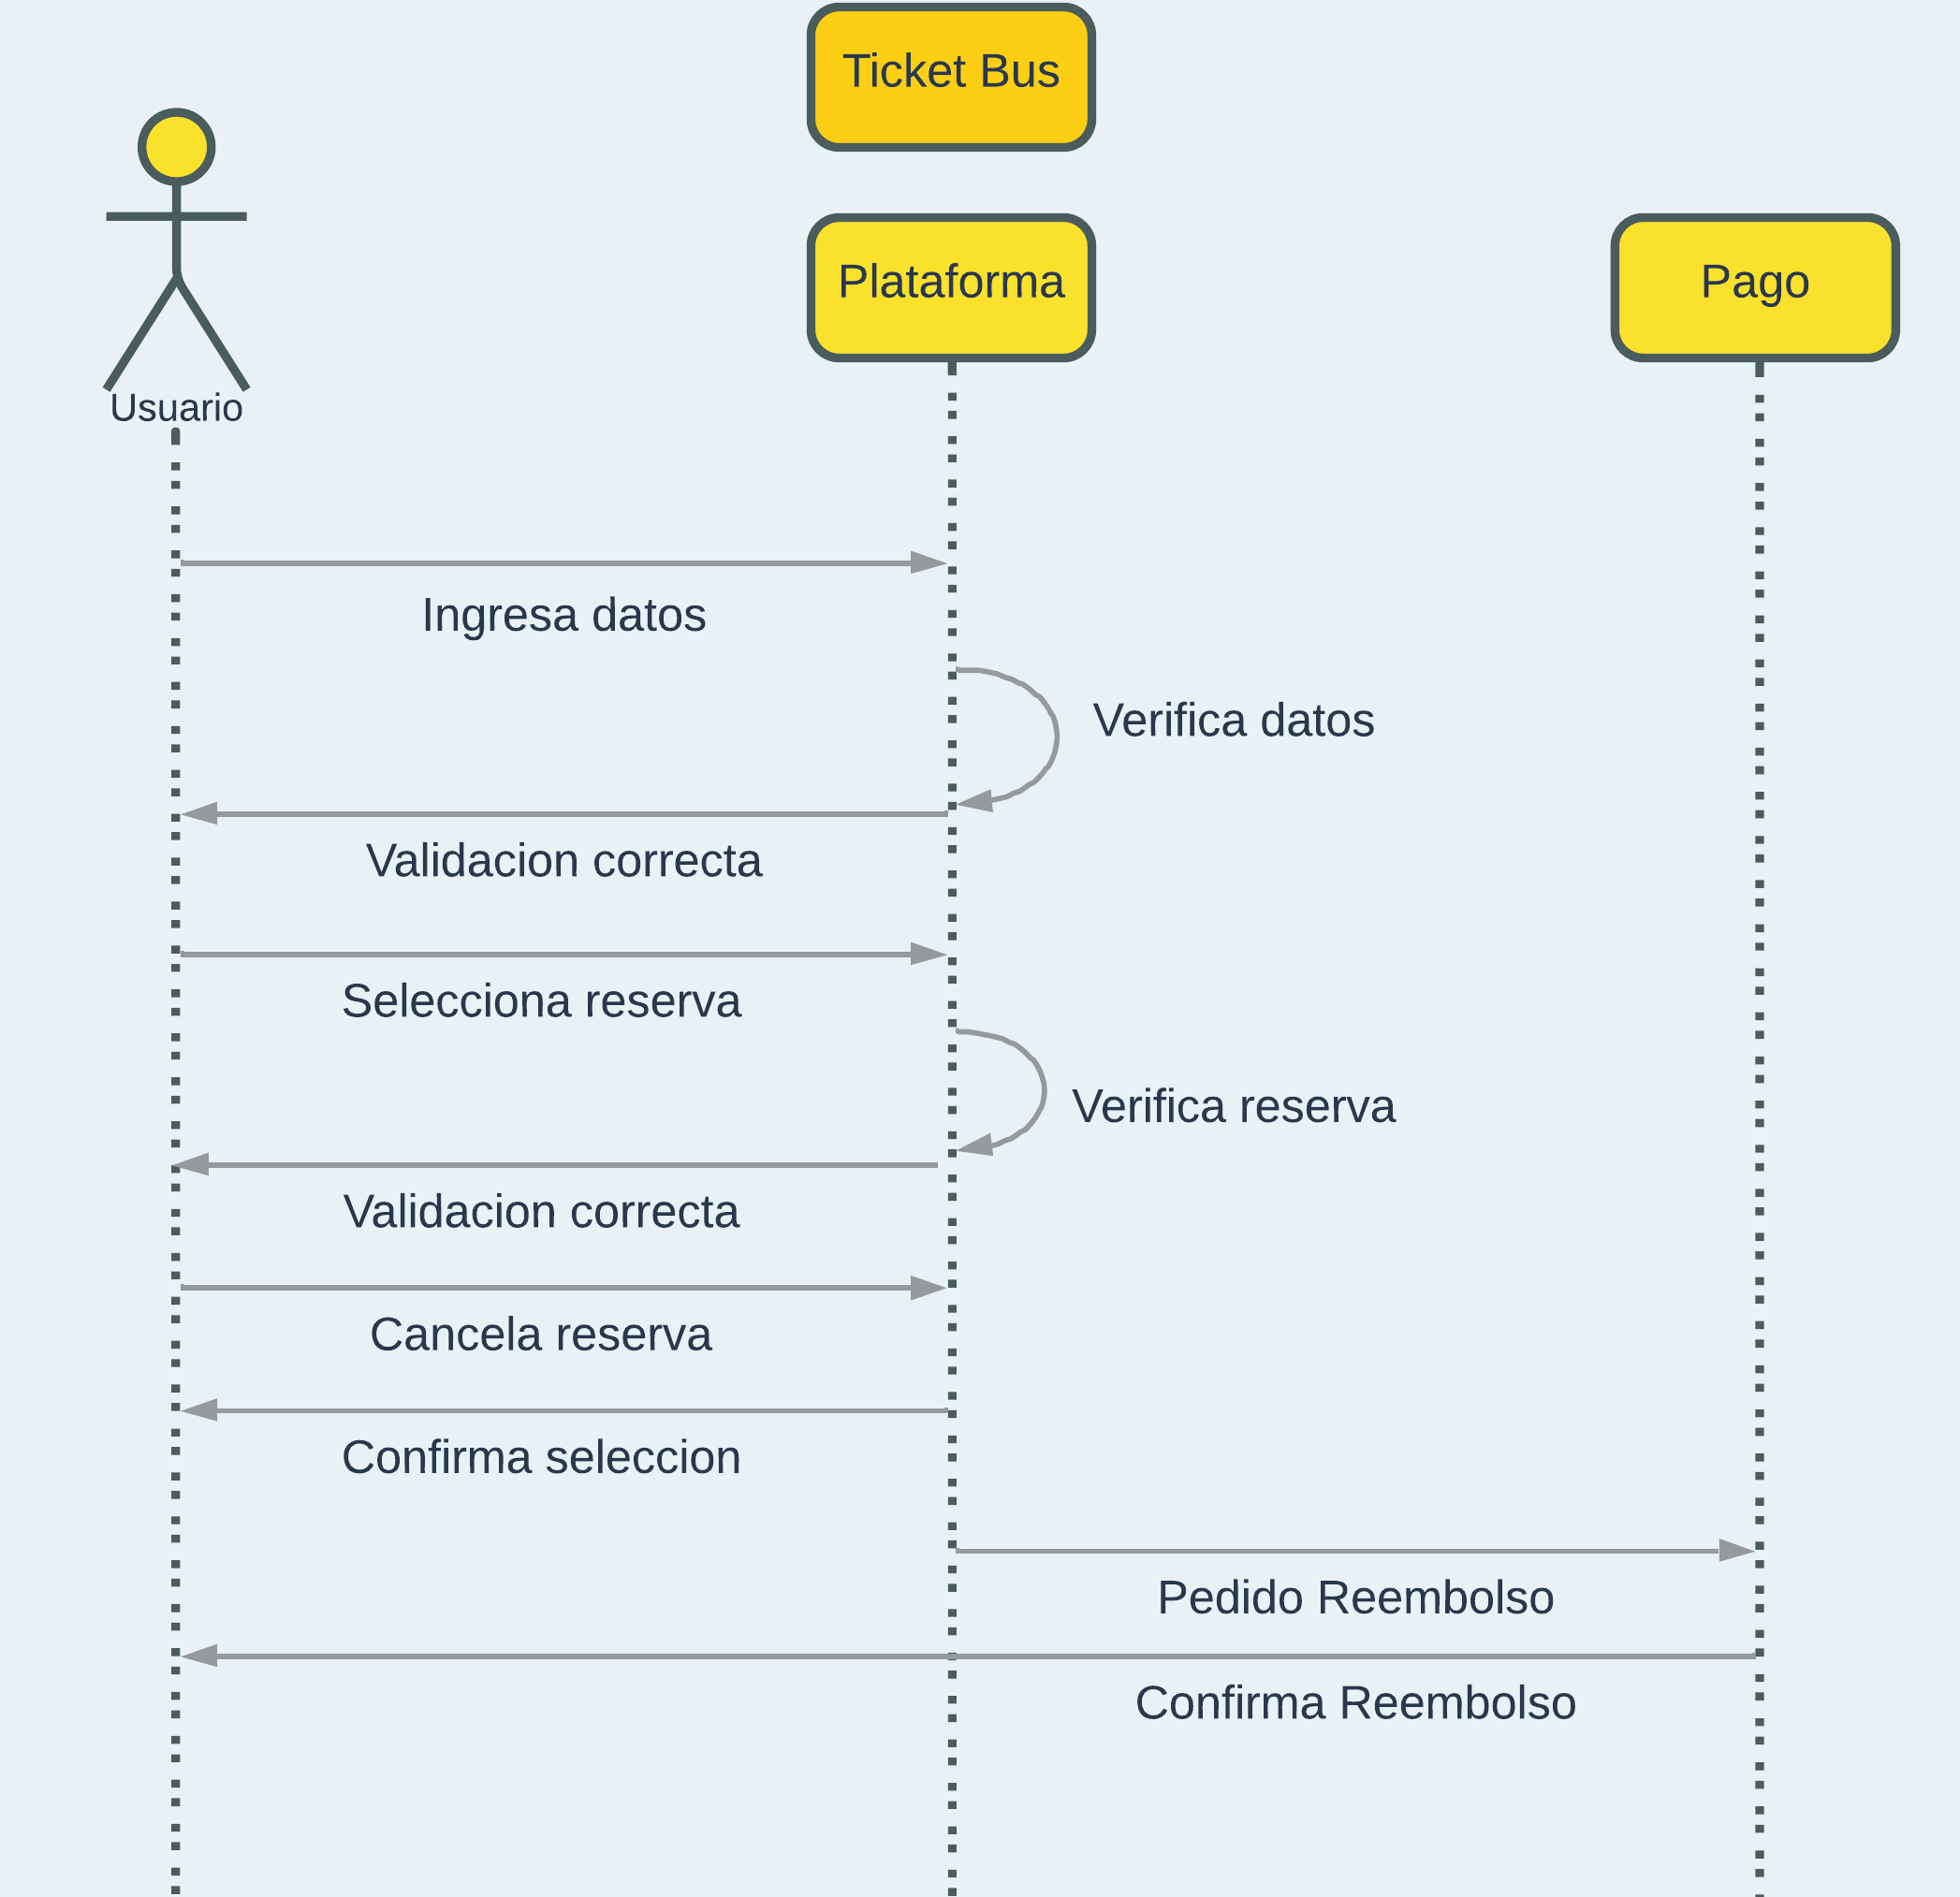 Ticket Bus
Plataforma
Pago
Usuario
Ingresa datos
Verifica datos
Validacion correcta
Selecciona reserva
Verifica reserva
Validacion correcta
Cancela reserva
Confirma seleccion
Pedido Reembolso
Confirma Reembolso